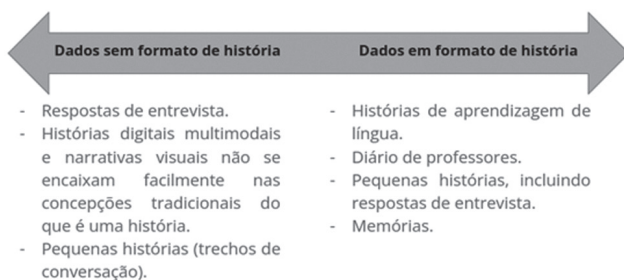 Dados sem formato de história
Dados em formato de história
- Respostas de entrevista.
- Histórias digitais multimodais
e narrativas visuais não se
encaixam facilmente nas
concepções tradicionais do
que é uma história.
- Pequenas histórias (trechos de
conversação).
- Histórias de aprendizagem de
língua.
- Diário de professores.
- Pequenas histórias, incluindo
respostas de entrevista.
- Memórias.